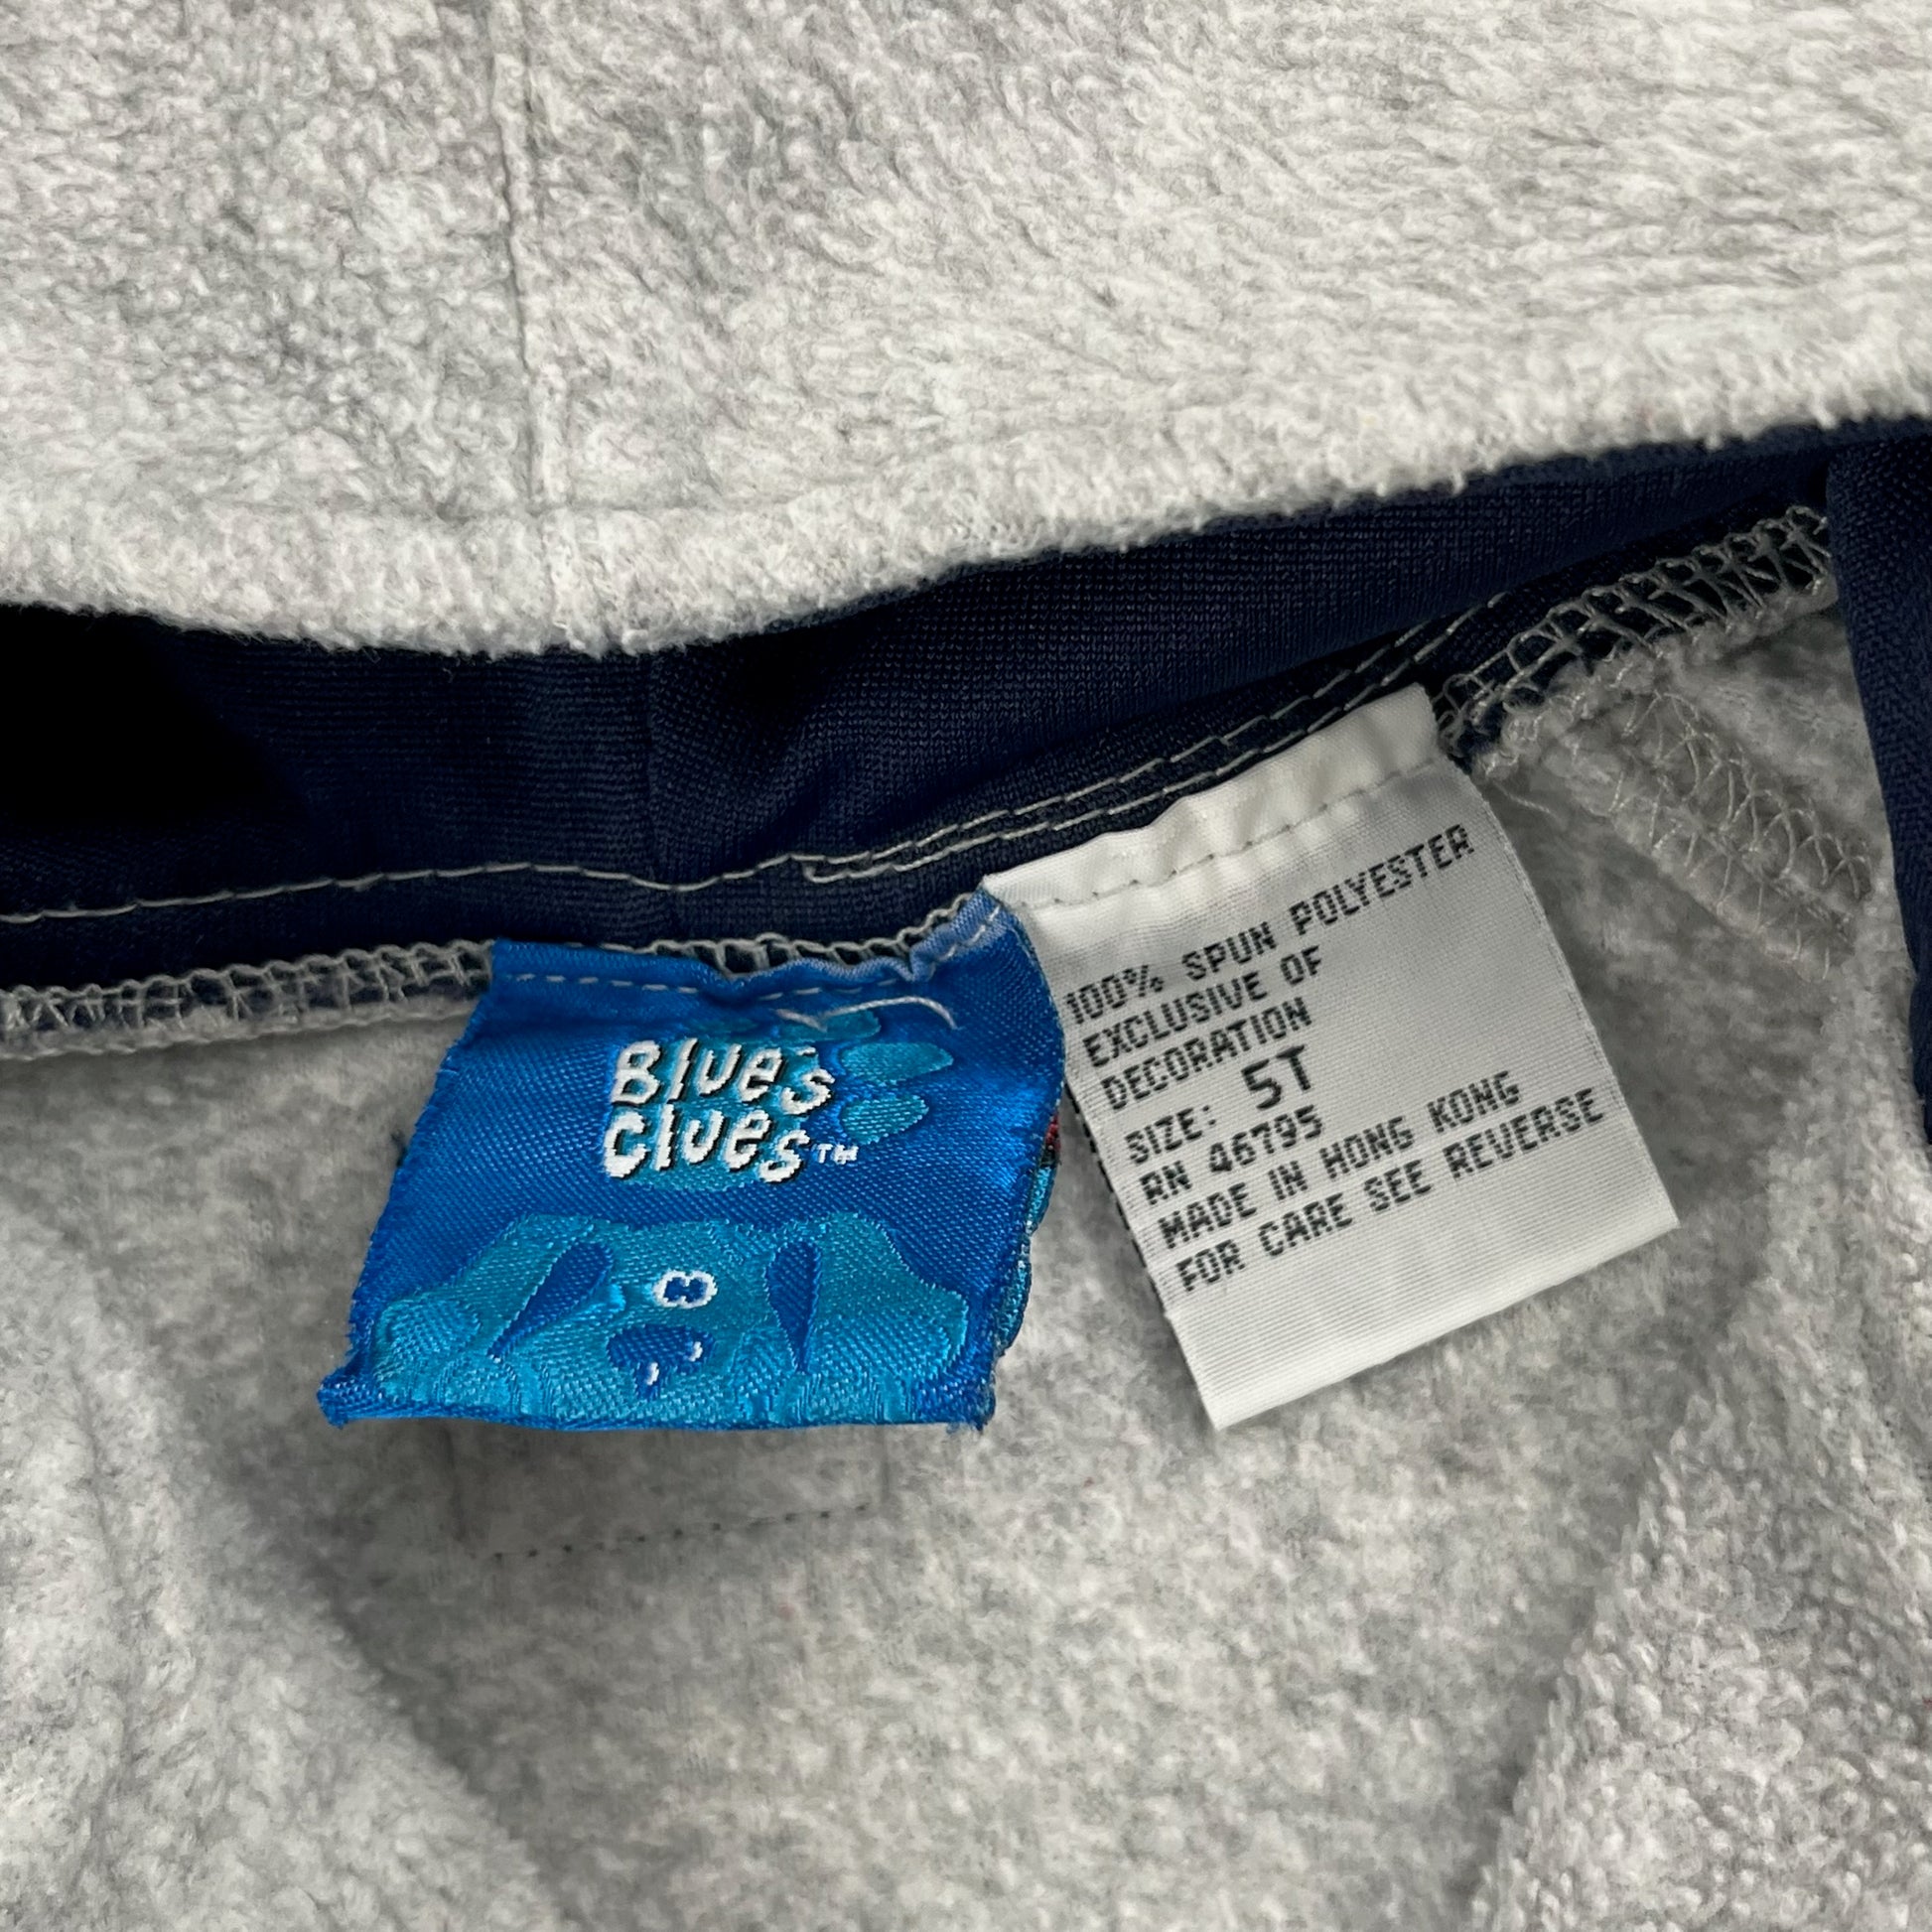 Blue's
Clues™
100% SPUN POLYESTER
EXCLUSIVE OF
DECORATION
SIZE: 5T
RN 46795
MADE IN HONG KONG
FOR CARE SEE REVERSE